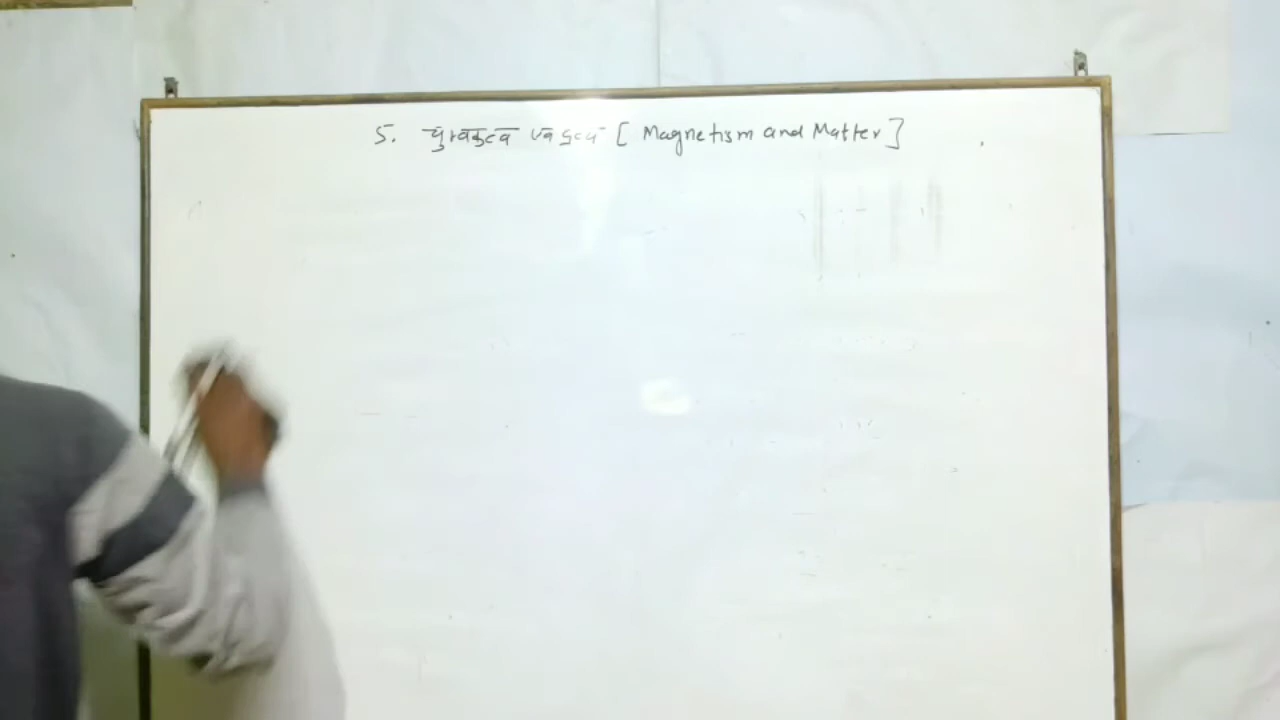 5. चुम्बकत्व एवं द्रव्य [ Magnetism and Matter ]